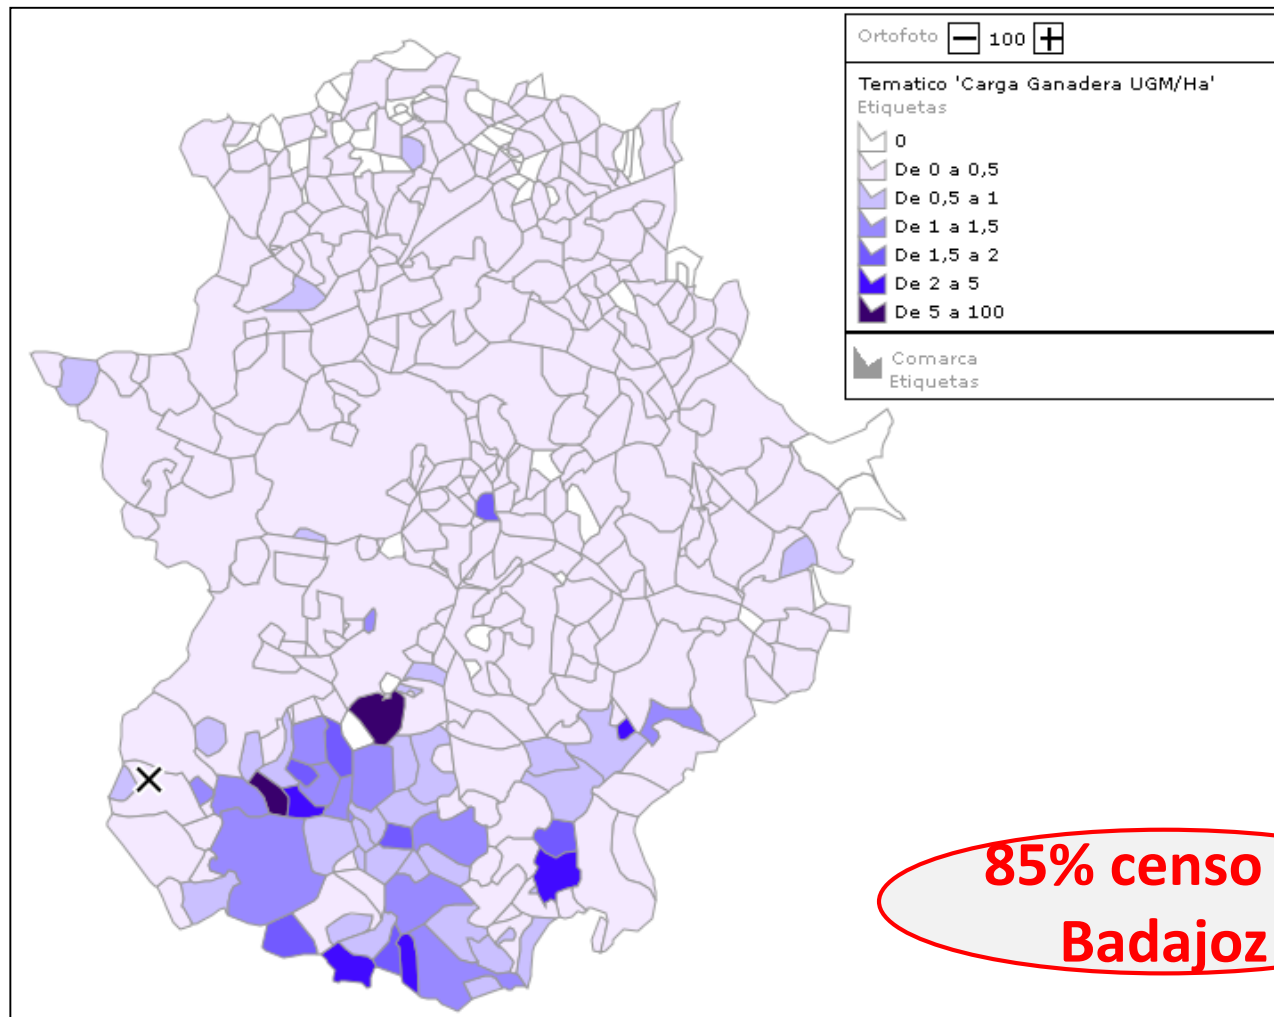 Ortofoto − 100 +
Tematico 'Carga Ganadera UGM/Ha'
Etiquetas
0
De 0 a 0,5
De 0,5 a 1
De 1 a 1,5
De 1,5 a 2
De 2 a 5
De 5 a 100
Comarca
Etiquetas
85% censo
Badajoz